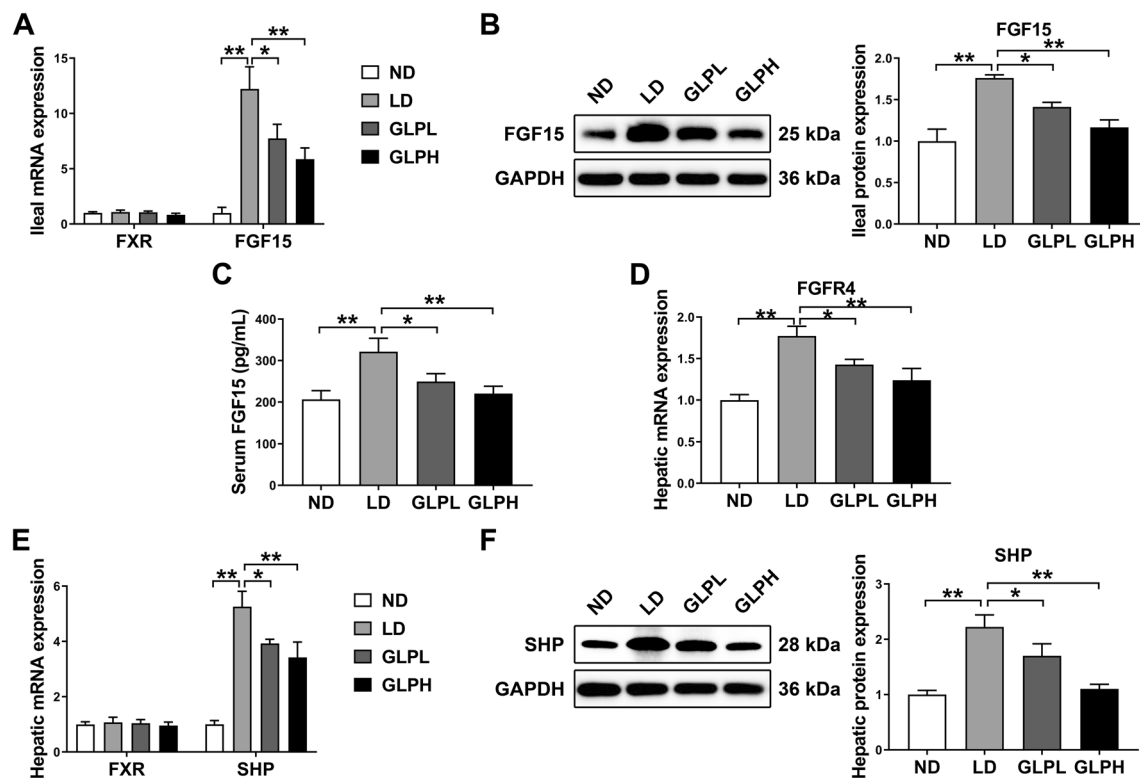 A
Ileal mRNA expression
15
10
5
0
** * **
FXR FGF15
ND
LD
GLPL
GLPH
B
ND LD GLPL GLPH
FGF15 25 kDa
GAPDH 36 kDa
FGF15
Ileal protein expression
2.0
1.5
1.0
0.5
0.0
** * **
ND LD GLPL GLPH
C
Serum FGF15 (pg/mL)
400
300
200
100
0
** * **
ND LD GLPL GLPH
D
FGFR4
Hepatic mRNA expression
2.0
1.5
1.0
0.5
0.0
** * **
ND LD GLPL GLPH
E
Hepatic mRNA expression
6
4
2
0
** * **
FXR SHP
ND
LD
GLPL
GLPH
F
ND LD GLPL GLPH
SHP 28 kDa
GAPDH 36 kDa
SHP
Hepatic protein expression
3
2
1
0
** * **
ND LD GLPL GLPH